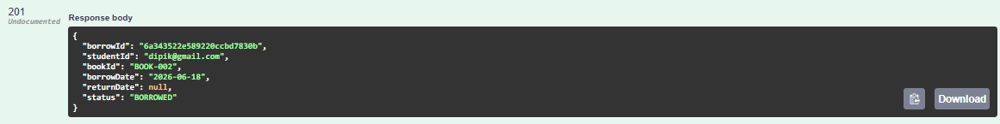 201
Undocumented
Response body
{
  "borrowId": "6a343522e589220ccbd7830b",
  "studentId": "dipik@gmail.com",
  "bookId": "BOOK-002",
  "borrowDate": "2026-06-18",
  "returnDate": null,
  "status": "BORROWED"
}
Download